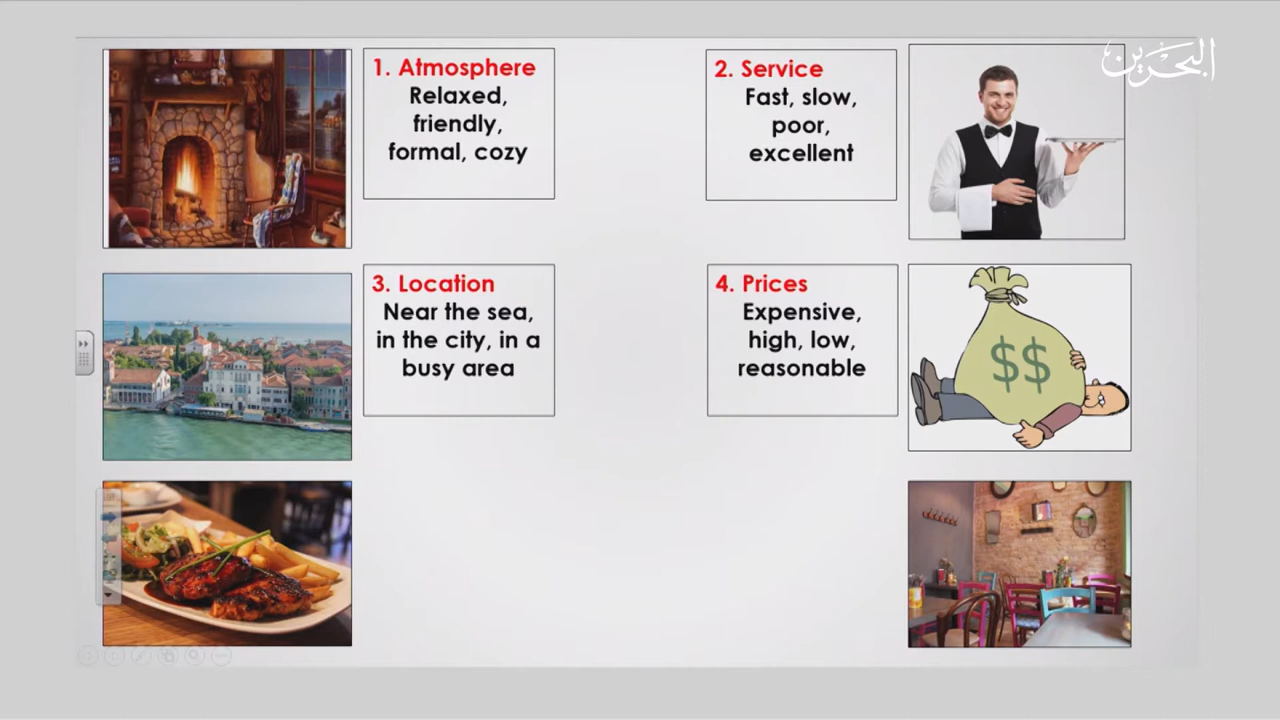 البحرين
1. Atmosphere
Relaxed,
friendly,
formal, cozy
2. Service
Fast, slow,
poor,
excellent
3. Location
Near the sea,
in the city, in a
busy area
4. Prices
Expensive,
high, low,
reasonable
$$